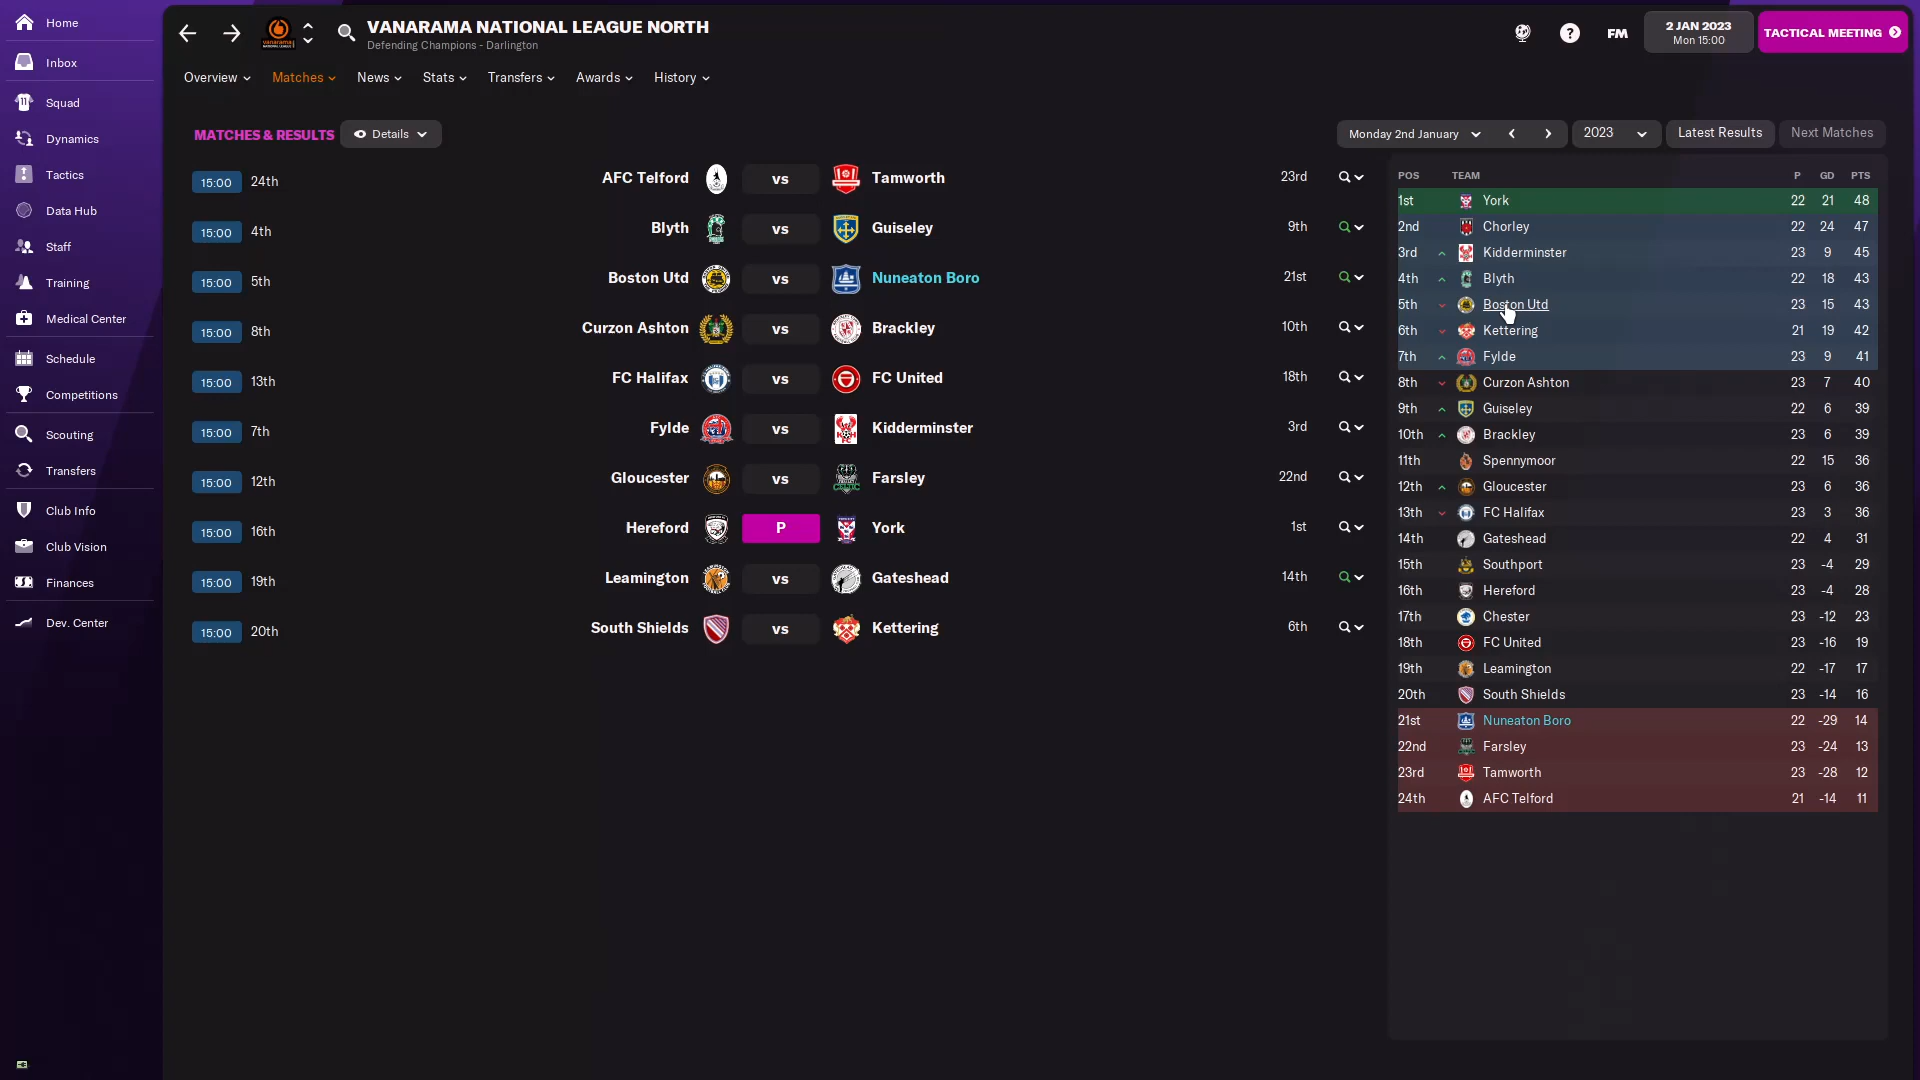 Home
Inbox
Squad
Dynamics
Tactics
Data Hub
Staff
Training
Medical Center
Schedule
Competitions
Scouting
Transfers
Club Info
Club Vision
Finances
Dev. Center
VANARAMA NATIONAL LEAGUE NORTH
Defending Champions - Darlington
FM
2 JAN 2023
Mon 15:00
TACTICAL MEETING
Overview Matches News Stats Transfers Awards History
MATCHES & RESULTS Details
Monday 2nd January 2023 Latest Results Next Matches
15:00 24th AFC Telford vs Tamworth 23rd
15:00 4th Blyth vs Guiseley 9th
15:00 5th Boston Utd vs Nuneaton Boro 21st
15:00 8th Curzon Ashton vs Brackley 10th
15:00 13th FC Halifax vs FC United 18th
15:00 7th Fylde vs Kidderminster 3rd
15:00 12th Gloucester vs Farsley 22nd
15:00 16th Hereford P York 1st
15:00 19th Leamington vs Gateshead 14th
15:00 20th South Shields vs Kettering 6th
POS TEAM P GD PTS
1st York 22 21 48
2nd Chorley 22 24 47
3rd Kidderminster 23 9 45
4th Blyth 22 18 43
5th Boston Utd 23 15 43
6th Kettering 21 19 42
7th Fylde 23 9 41
8th Curzon Ashton 23 7 40
9th Guiseley 22 6 39
10th Brackley 23 6 39
11th Spennymoor 22 15 36
12th Gloucester 23 6 36
13th FC Halifax 23 3 36
14th Gateshead 22 4 31
15th Southport 23 -4 29
16th Hereford 23 -4 28
17th Chester 23 -12 23
18th FC United 23 -16 19
19th Leamington 22 -17 17
20th South Shields 23 -14 16
21st Nuneaton Boro 22 -29 14
22nd Farsley 23 -24 13
23rd Tamworth 23 -28 12
24th AFC Telford 21 -14 11